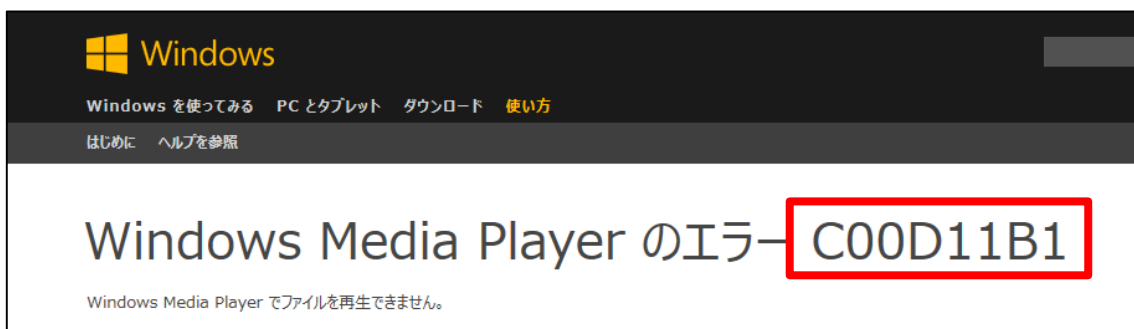 Windows
Windows を使ってみる PC とタブレット ダウンロード 使い方
はじめに ヘルプを参照
Windows Media Player のエラー C00D11B1
Windows Media Player でファイルを再生できません。